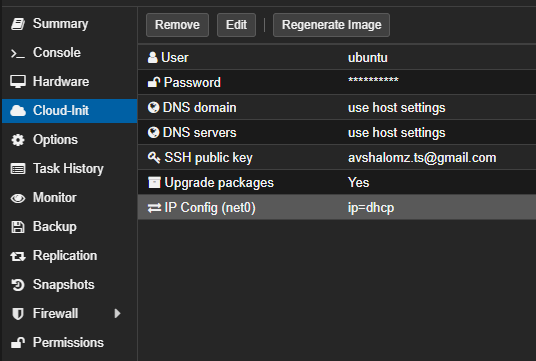 Summary
Console
Hardware
Cloud-Init
Options
Task History
Monitor
Backup
Replication
Snapshots
Firewall
Permissions
Remove Edit Regenerate Image
User ubuntu
Password **********
DNS domain use host settings
DNS servers use host settings
SSH public key avshalomz.ts@gmail.com
Upgrade packages Yes
IP Config (net0) ip=dhcp